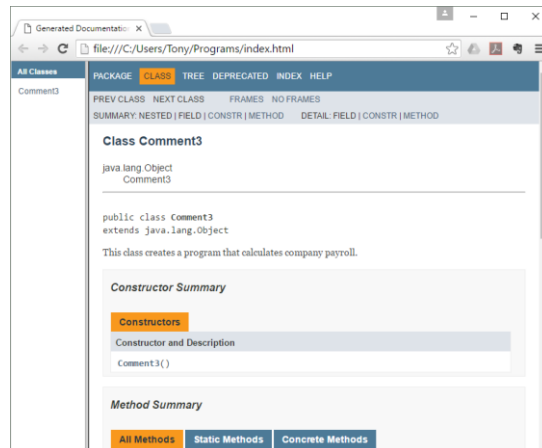 Generated Documentatio
file:///C:/Users/Tony/Programs/index.html
All Classes
Comment3
PACKAGE CLASS TREE DEPRECATED INDEX HELP
PREV CLASS NEXT CLASS FRAMES NO FRAMES
SUMMARY: NESTED | FIELD | CONSTR | METHOD DETAIL: FIELD | CONSTR | METHOD
Class Comment3
java.lang.Object
Comment3
public class Comment3
extends java.lang.Object
This class creates a program that calculates company payroll.
Constructor Summary
Constructors
Constructor and Description
Comment3()
Method Summary
All Methods Static Methods Concrete Methods